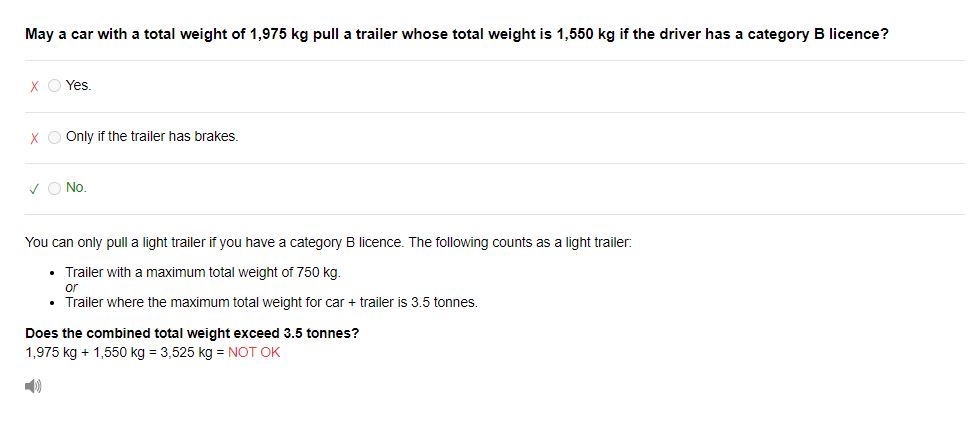 May a car with a total weight of 1,975 kg pull a trailer whose total weight is 1,550 kg if the driver has a category B licence?
Yes.
Only if the trailer has brakes.
No.
You can only pull a light trailer if you have a category B licence. The following counts as a light trailer:
Trailer with a maximum total weight of 750 kg.
or
Trailer where the maximum total weight for car + trailer is 3.5 tonnes.
Does the combined total weight exceed 3.5 tonnes?
1,975 kg + 1,550 kg = 3,525 kg = NOT OK